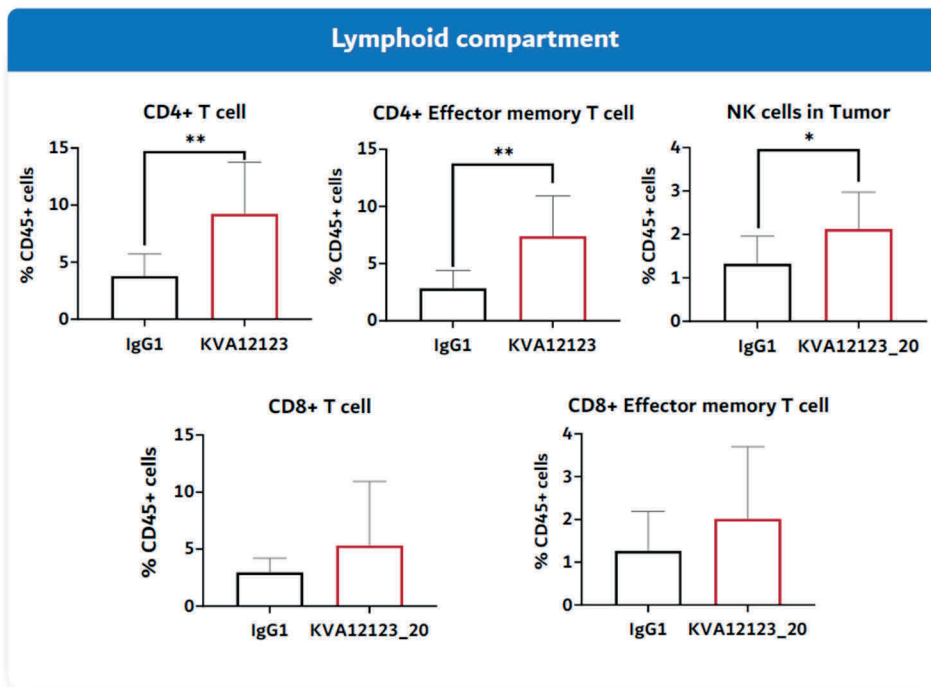 Lymphoid compartment
CD4+ T cell
% CD45+ cells
15
10
5
0
**
IgG1
KVA12123
CD4+ Effector memory T cell
% CD45+ cells
15
10
5
0
**
IgG1
KVA12123
NK cells in Tumor
% CD45+ cells
4
3
2
1
0
*
IgG1
KVA12123_20
CD8+ T cell
% CD45+ cells
15
10
5
0
IgG1
KVA12123_20
CD8+ Effector memory T cell
% CD45+ cells
4
3
2
1
0
IgG1
KVA12123_20